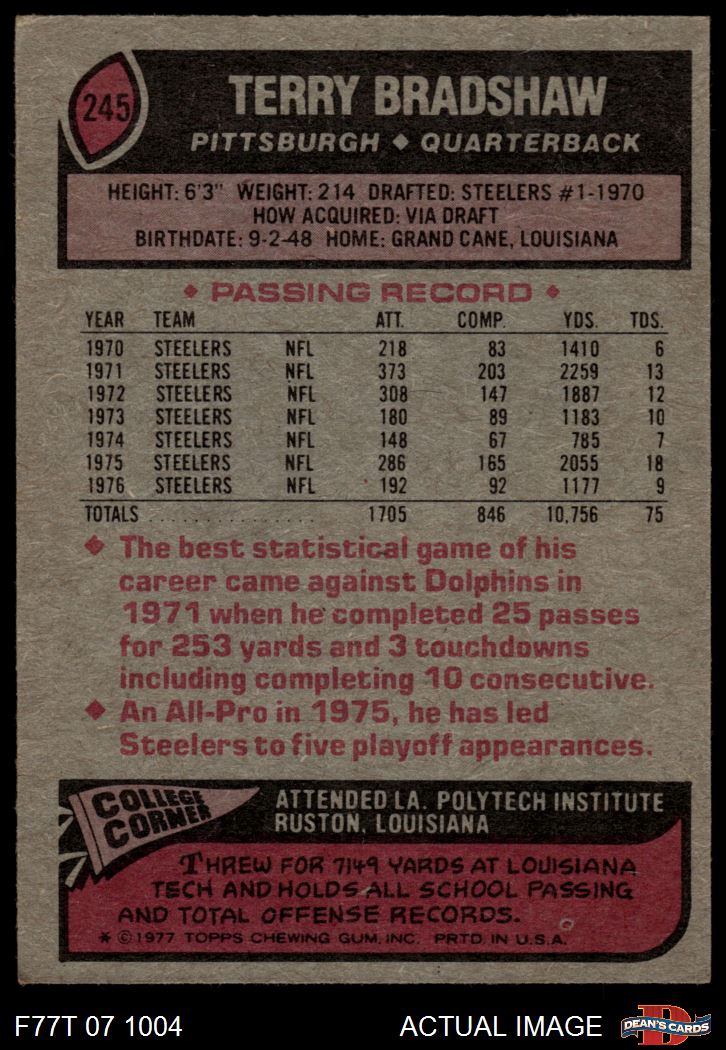 245
TERRY BRADSHAW
PITTSBURGH ◆ QUARTERBACK
HEIGHT: 6'3" WEIGHT: 214 DRAFTED: STEELERS #1-1970
HOW ACQUIRED: VIA DRAFT
BIRTHDATE: 9-2-48 HOME: GRAND CANE, LOUISIANA
◆ PASSING RECORD ◆
YEAR TEAM ATT. COMP. YDS. TDS.
1970 STEELERS NFL 218 83 1410 6
1971 STEELERS NFL 373 203 2259 13
1972 STEELERS NFL 308 147 1887 12
1973 STEELERS NFL 180 89 1183 10
1974 STEELERS NFL 148 67 785 7
1975 STEELERS NFL 286 165 2055 18
1976 STEELERS NFL 192 92 1177 9
TOTALS ................ 1705 846 10,756 75
◆ The best statistical game of his
career came against Dolphins in
1971 when he completed 25 passes
for 253 yards and 3 touchdowns
including completing 10 consecutive.
◆ An All-Pro in 1975, he has led
Steelers to five playoff appearances.
COLLEGE
CORNER
ATTENDED LA. POLYTECH INSTITUTE
RUSTON, LOUISIANA
THREW FOR 7149 YARDS AT LOUISIANA
TECH AND HOLDS ALL SCHOOL PASSING
AND TOTAL OFFENSE RECORDS.
* © 1977 TOPPS CHEWING GUM, INC. PRTD. IN U.S.A.
F77T 07 1004
ACTUAL IMAGE
D
DEAN'S CARDS